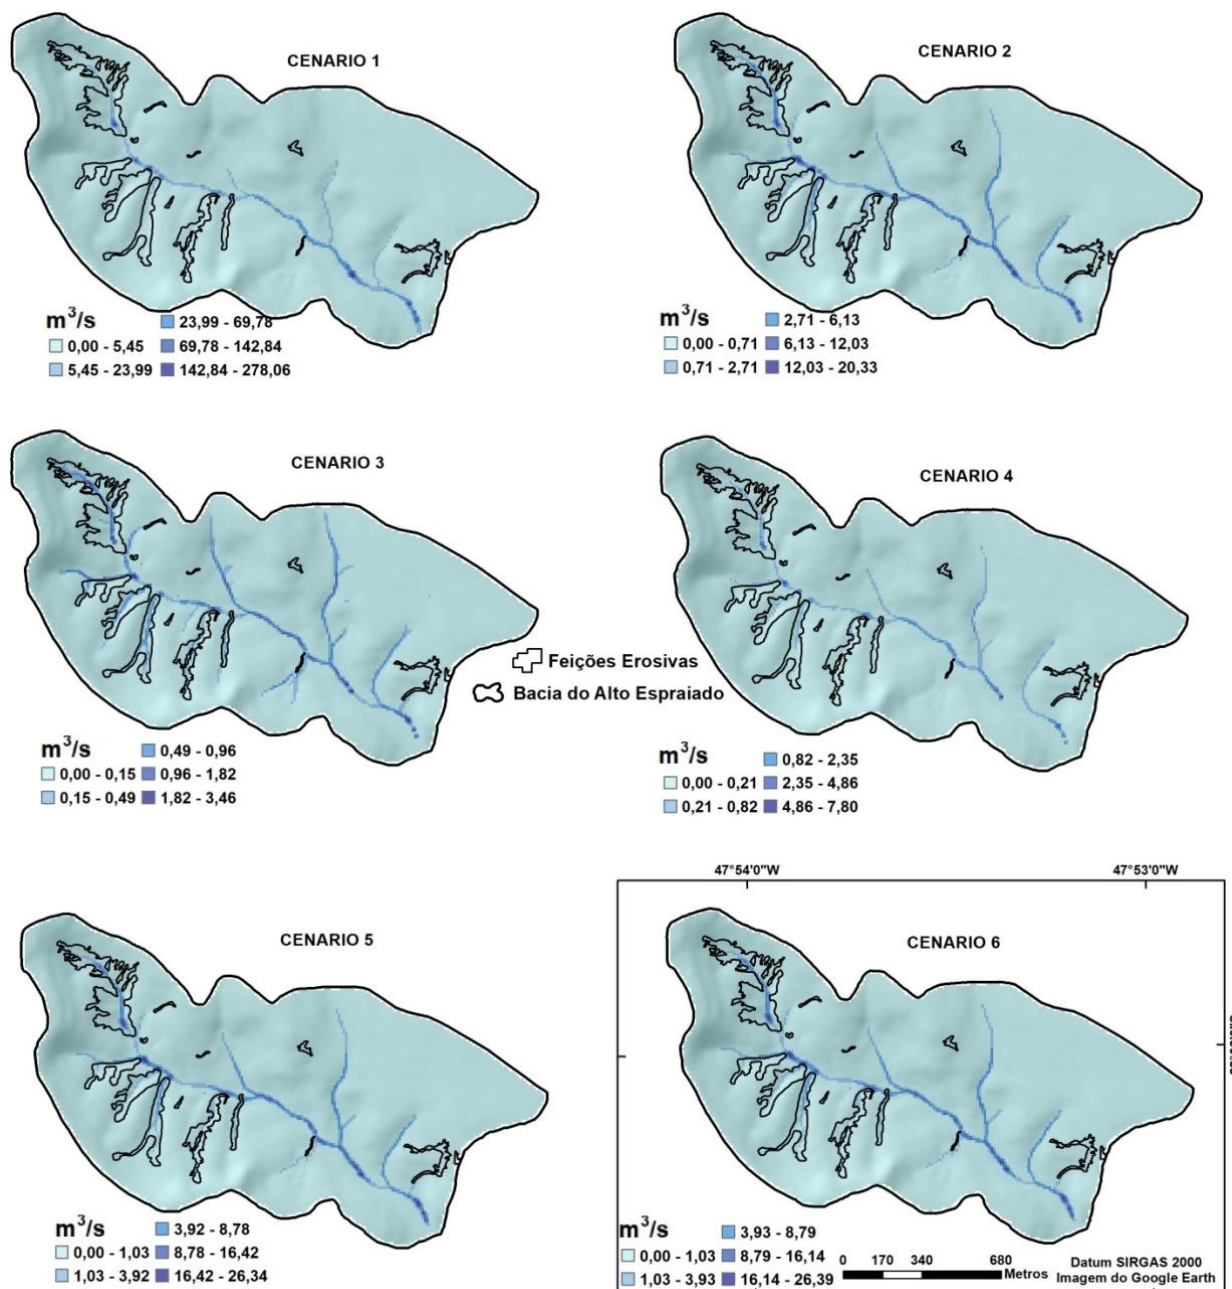 CENARIO 1
m³/s
23,99 - 69,78
0,00 - 5,45
69,78 - 142,84
5,45 - 23,99
142,84 - 278,06
CENARIO 2
m³/s
2,71 - 6,13
0,00 - 0,71
6,13 - 12,03
0,71 - 2,71
12,03 - 20,33
CENARIO 3
m³/s
0,49 - 0,96
0,00 - 0,15
0,96 - 1,82
0,15 - 0,49
1,82 - 3,46
CENARIO 4
m³/s
0,82 - 2,35
0,00 - 0,21
2,35 - 4,86
0,21 - 0,82
4,86 - 7,80
Feições Erosivas
Bacia do Alto Espraiado
CENARIO 5
m³/s
3,92 - 8,78
0,00 - 1,03
8,78 - 16,42
1,03 - 3,92
16,42 - 26,34
47°54'0"W
47°53'0"W
CENARIO 6
m³/s
3,93 - 8,79
0,00 - 1,03
8,79 - 16,14
1,03 - 3,93
16,14 - 26,39
0 170 340 680
Metros
Datum SIRGAS 2000
Imagem do Google Earth